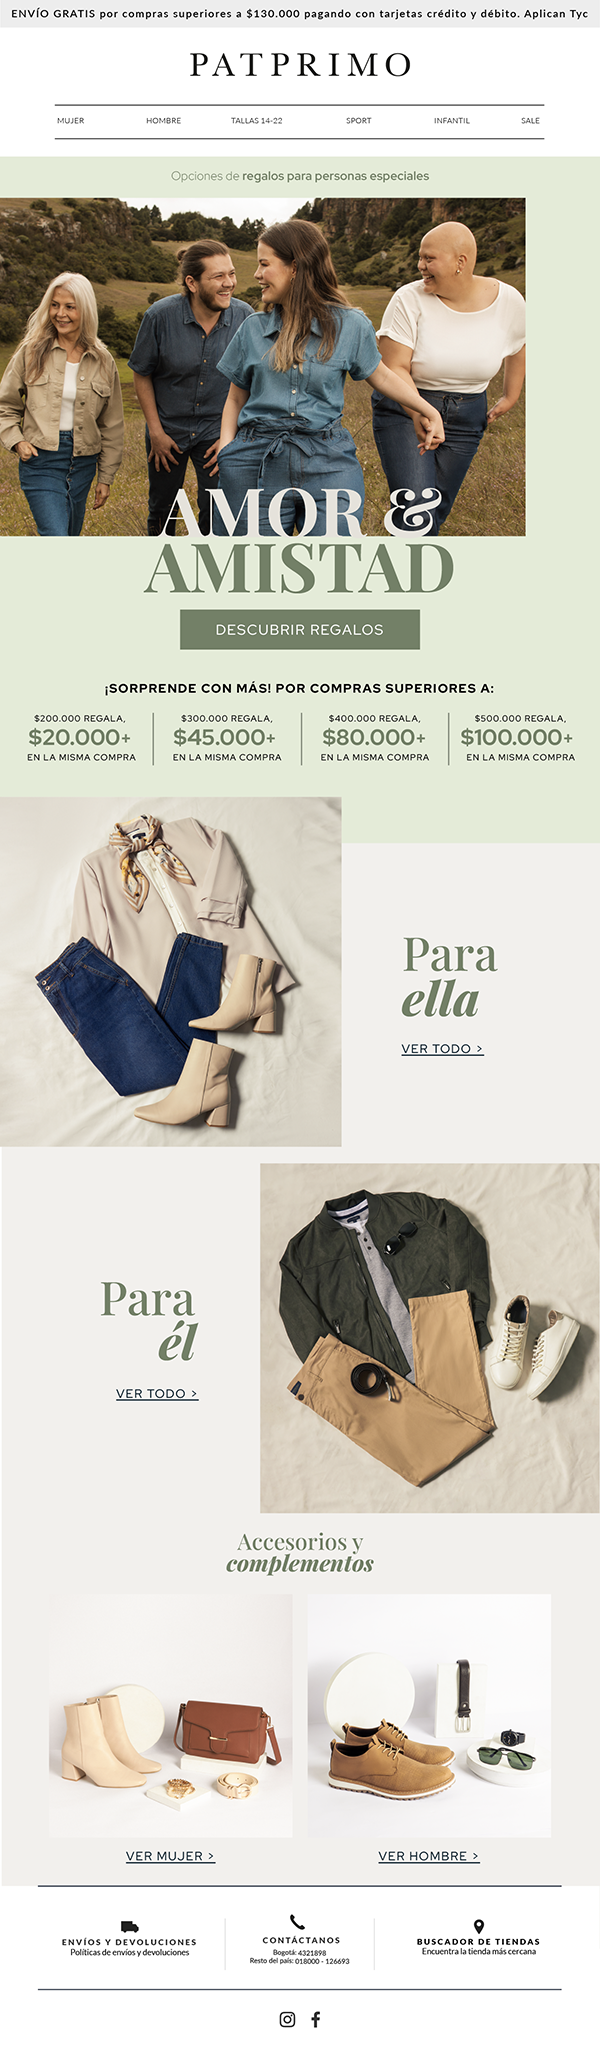 ENVÍO GRATIS por compras superiores a $130.000 pagando con tarjetas crédito y débito. Aplican Tyc
PATPRIMO
MUJER HOMBRE TALLAS 14-22 SPORT INFANTIL SALE
Opciones de regalos para personas especiales
AMOR &
AMISTAD
DESCUBRIR REGALOS
¡SORPRENDE CON MÁS! POR COMPRAS SUPERIORES A:
$200.000 REGALA,
$20.000+
EN LA MISMA COMPRA
$300.000 REGALA,
$45.000+
EN LA MISMA COMPRA
$400.000 REGALA,
$80.000+
EN LA MISMA COMPRA
$500.000 REGALA,
$100.000+
EN LA MISMA COMPRA
Para
ella
VER TODO >
Para
él
VER TODO >
Accesorios y
complementos
VER MUJER >
VER HOMBRE >
ENVÍOS Y DEVOLUCIONES
Políticas de envíos y devoluciones
CONTÁCTANOS
Bogotá: 4321898
Resto del país: 018000 - 126693
BUSCADOR DE TIENDAS
Encuentra la tienda más cercana